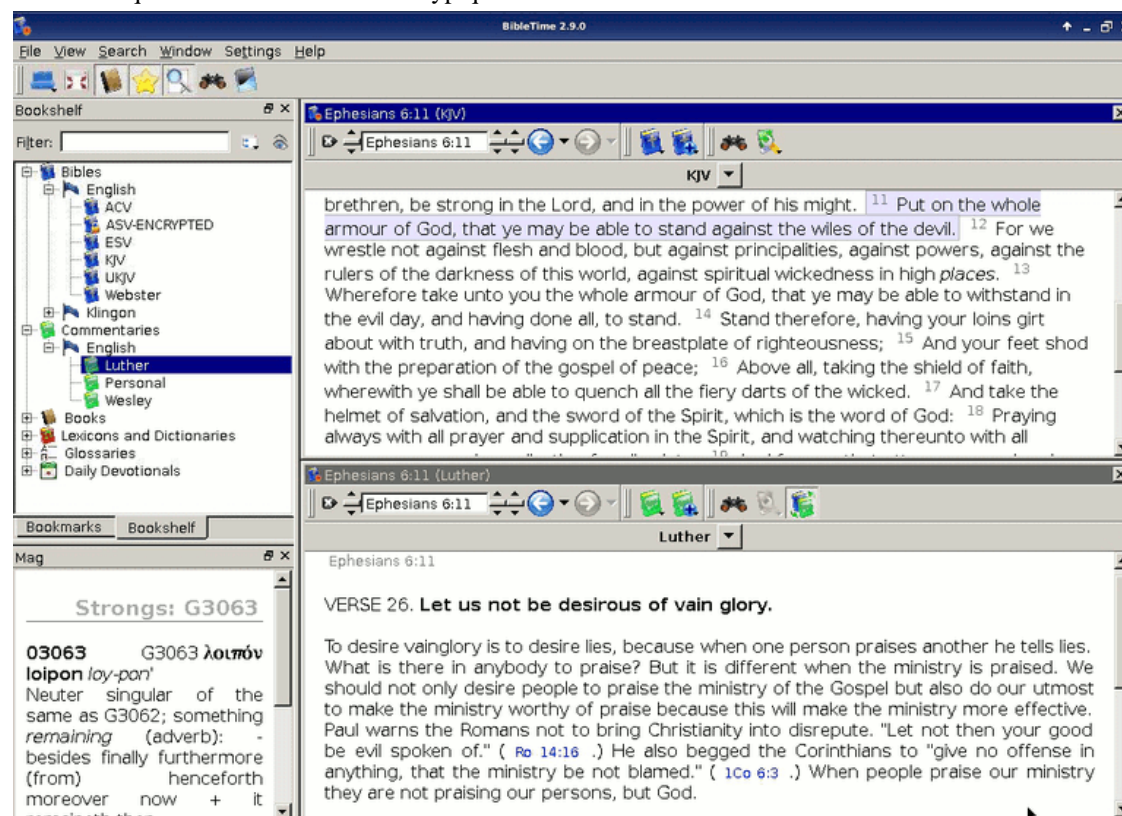 BibleTime 2.9.0
File View Search Window Settings Help
Bookshelf
Filter:
Bibles
English
ACV
ASV-ENCRYPTED
ESV
KJV
UKJV
Webster
Klingon
Commentaries
English
Luther
Personal
Wesley
Books
Lexicons and Dictionaries
Glossaries
Daily Devotionals
Bookmarks Bookshelf
Mag
Strongs: G3063
03063 G3063 λοιπόν
loipon loy-pon'
Neuter singular of the
same as G3062; something
remaining (adverb): -
besides finally furthermore
(from) henceforth
moreover now + it
Ephesians 6:11 (KJV)
Ephesians 6:11
KJV
brethren, be strong in the Lord, and in the power of his might. 11 Put on the whole
armour of God, that ye may be able to stand against the wiles of the devil. 12 For we
wrestle not against flesh and blood, but against principalities, against powers, against the
rulers of the darkness of this world, against spiritual wickedness in high places. 13
Wherefore take unto you the whole armour of God, that ye may be able to withstand in
the evil day, and having done all, to stand. 14 Stand therefore, having your loins girt
about with truth, and having on the breastplate of righteousness; 15 And your feet shod
with the preparation of the gospel of peace; 16 Above all, taking the shield of faith,
wherewith ye shall be able to quench all the fiery darts of the wicked. 17 And take the
helmet of salvation, and the sword of the Spirit, which is the word of God: 18 Praying
always with all prayer and supplication in the Spirit, and watching thereunto with all
Ephesians 6:11 (Luther)
Ephesians 6:11
Luther
Ephesians 6:11
VERSE 26. Let us not be desirous of vain glory.
To desire vainglory is to desire lies, because when one person praises another he tells lies.
What is there in anybody to praise? But it is different when the ministry is praised. We
should not only desire people to praise the ministry of the Gospel but also do our utmost
to make the ministry worthy of praise because this will make the ministry more effective.
Paul warns the Romans not to bring Christianity into disrepute. "Let not then your good
be evil spoken of." ( Ro 14:16 .) He also begged the Corinthians to "give no offense in
anything, that the ministry be not blamed." ( 1Co 6:3 .) When people praise our ministry
they are not praising our persons, but God.